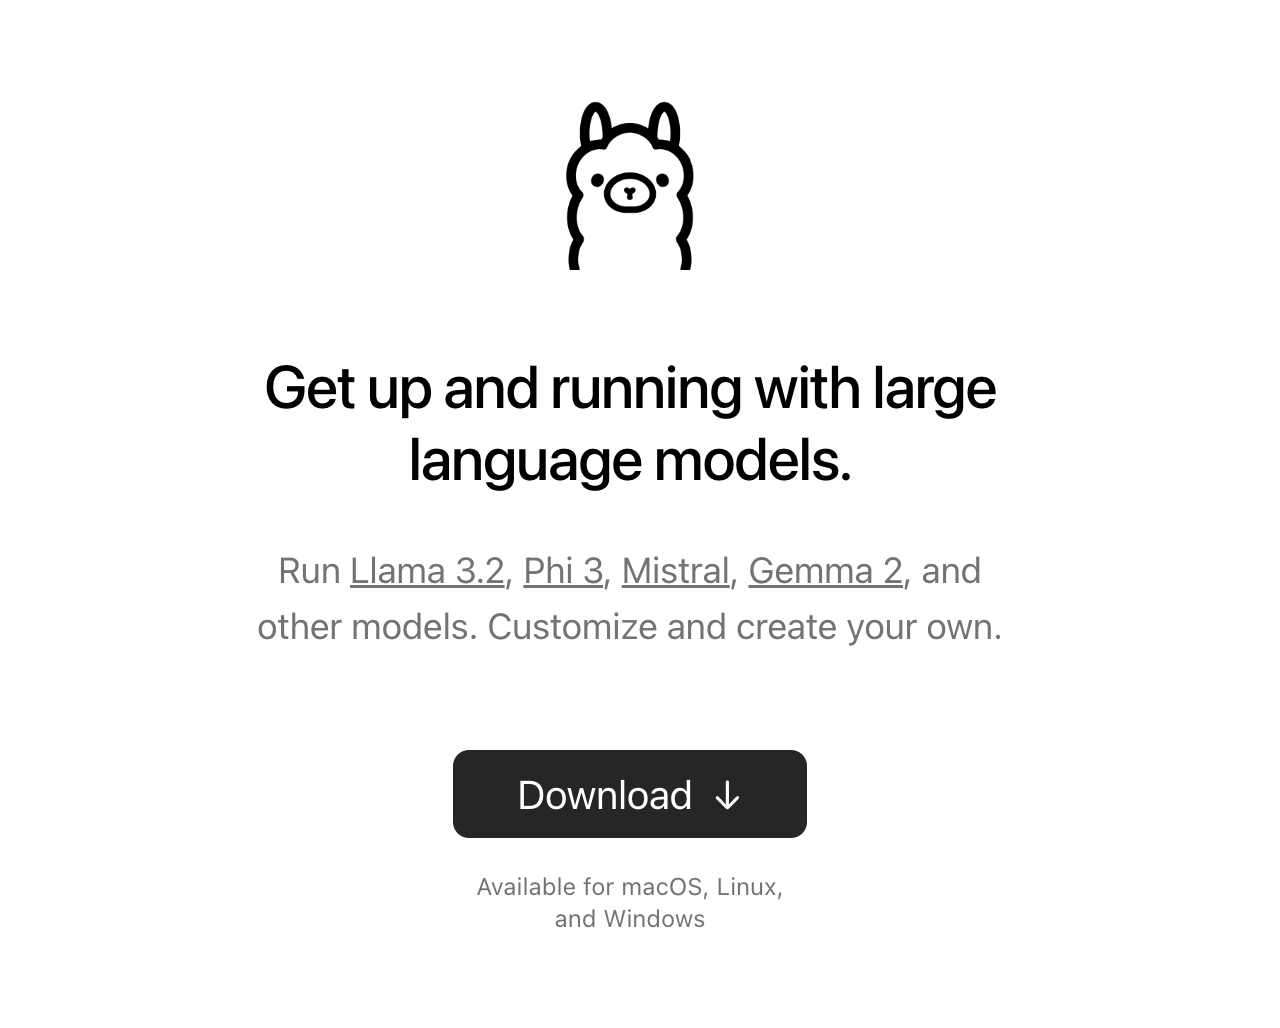 Get up and running with large
language models.
Run Llama 3.2, Phi 3, Mistral, Gemma 2, and
other models. Customize and create your own.
Download ↓
Available for macOS, Linux,
and Windows